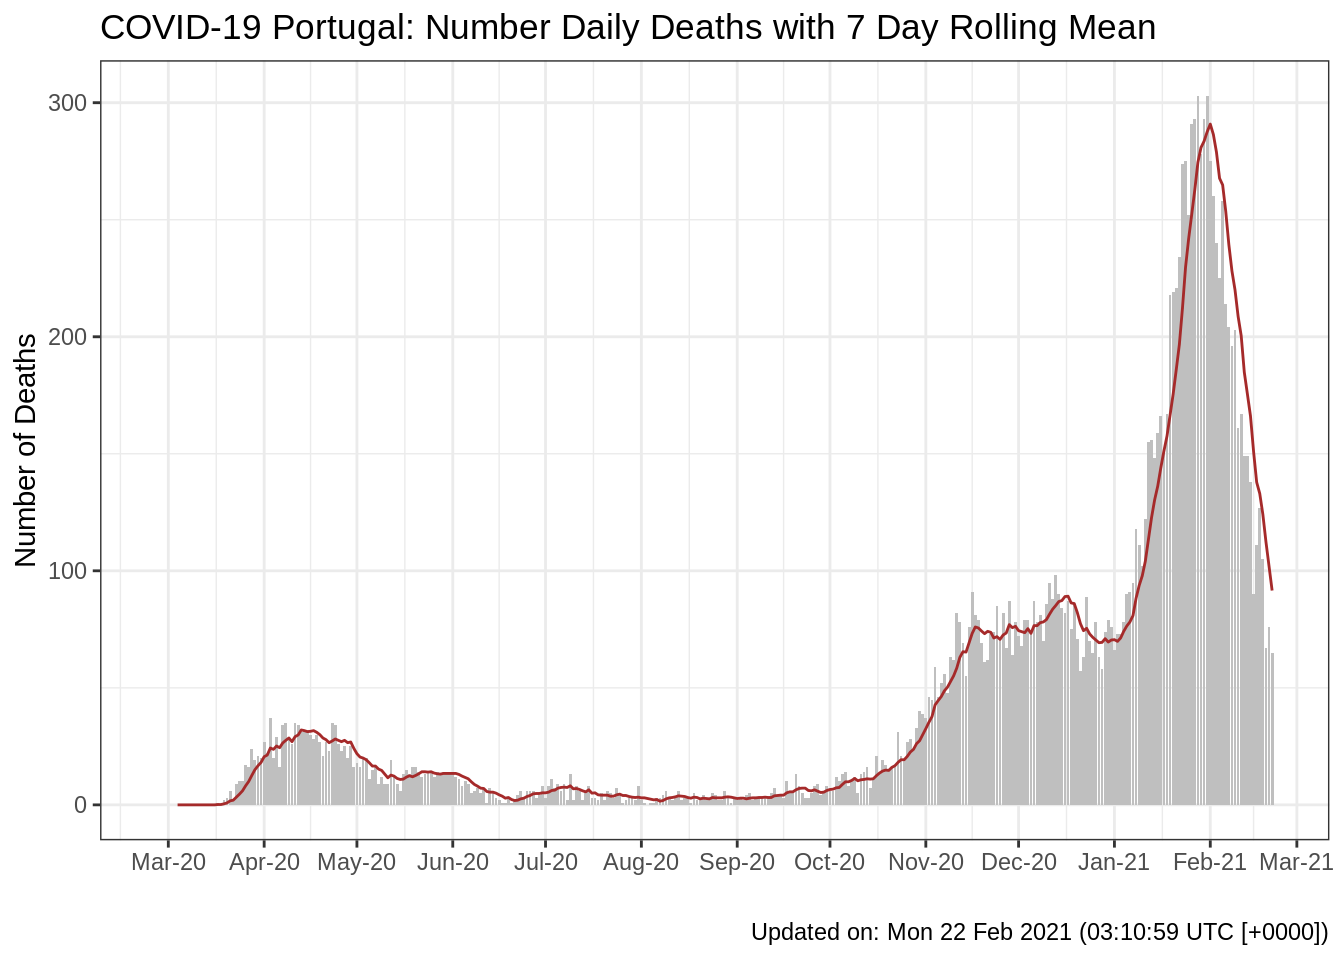 COVID-19 Portugal: Number Daily Deaths with 7 Day Rolling Mean
Number of Deaths
300
200
100
0
Mar-20 Apr-20 May-20 Jun-20 Jul-20 Aug-20 Sep-20 Oct-20 Nov-20 Dec-20 Jan-21 Feb-21 Mar-21
Updated on: Mon 22 Feb 2021 (03:10:59 UTC [+0000])